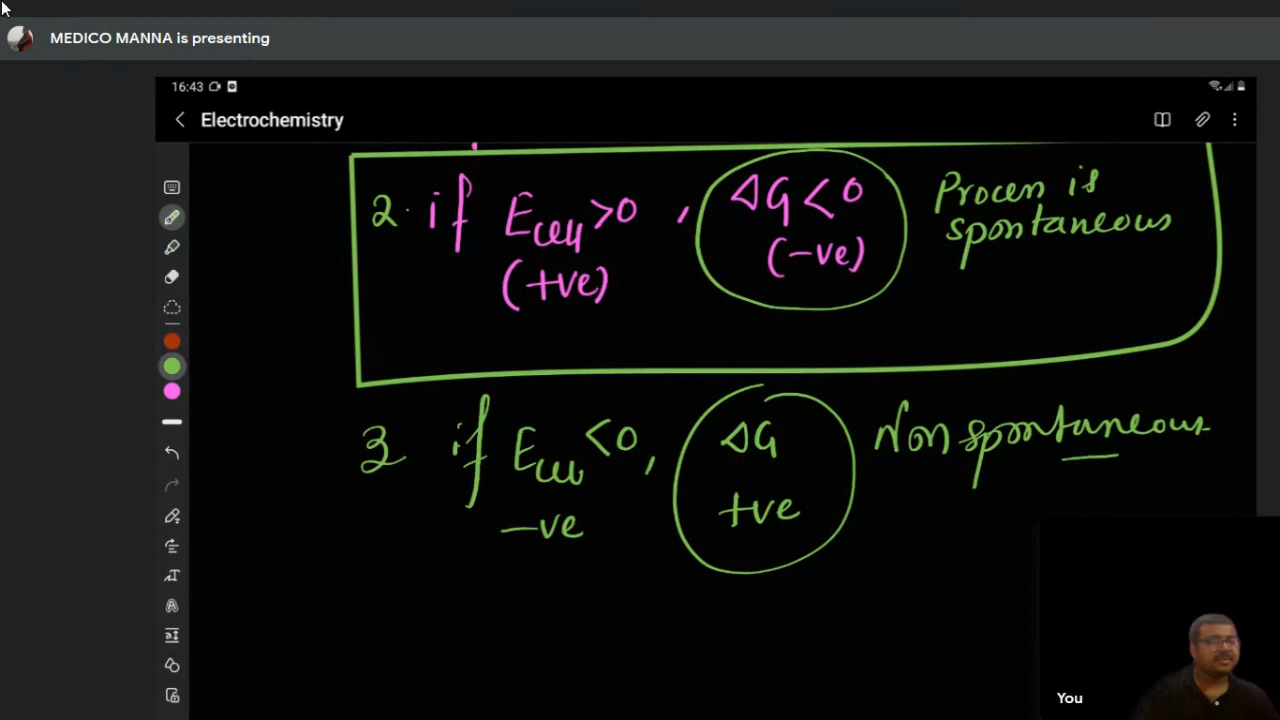 MEDICO MANNA is presenting
16:43
Electrochemistry
2. if Ecell >0 , ΔG <0 Process is
spontaneous
(+ve) (-ve)
3 if Ecell <0, ΔG Non spontaneous
-ve +ve
You